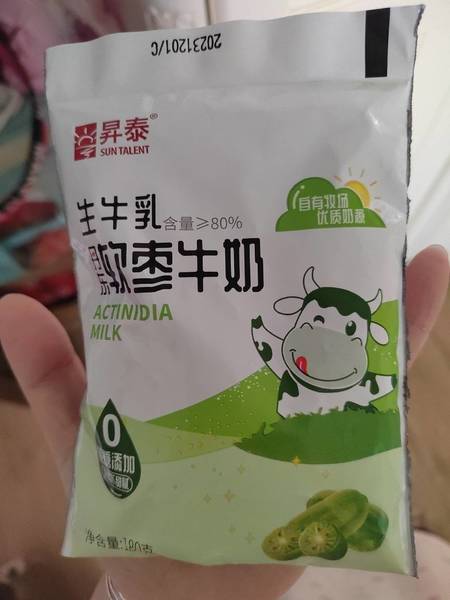 20231201/C
昇泰®
SUN TALENT
自有牧场
优质奶源
生牛乳含量≥80%
软枣牛奶
ACTINIDIA
MILK
0
添加
净含量:180克